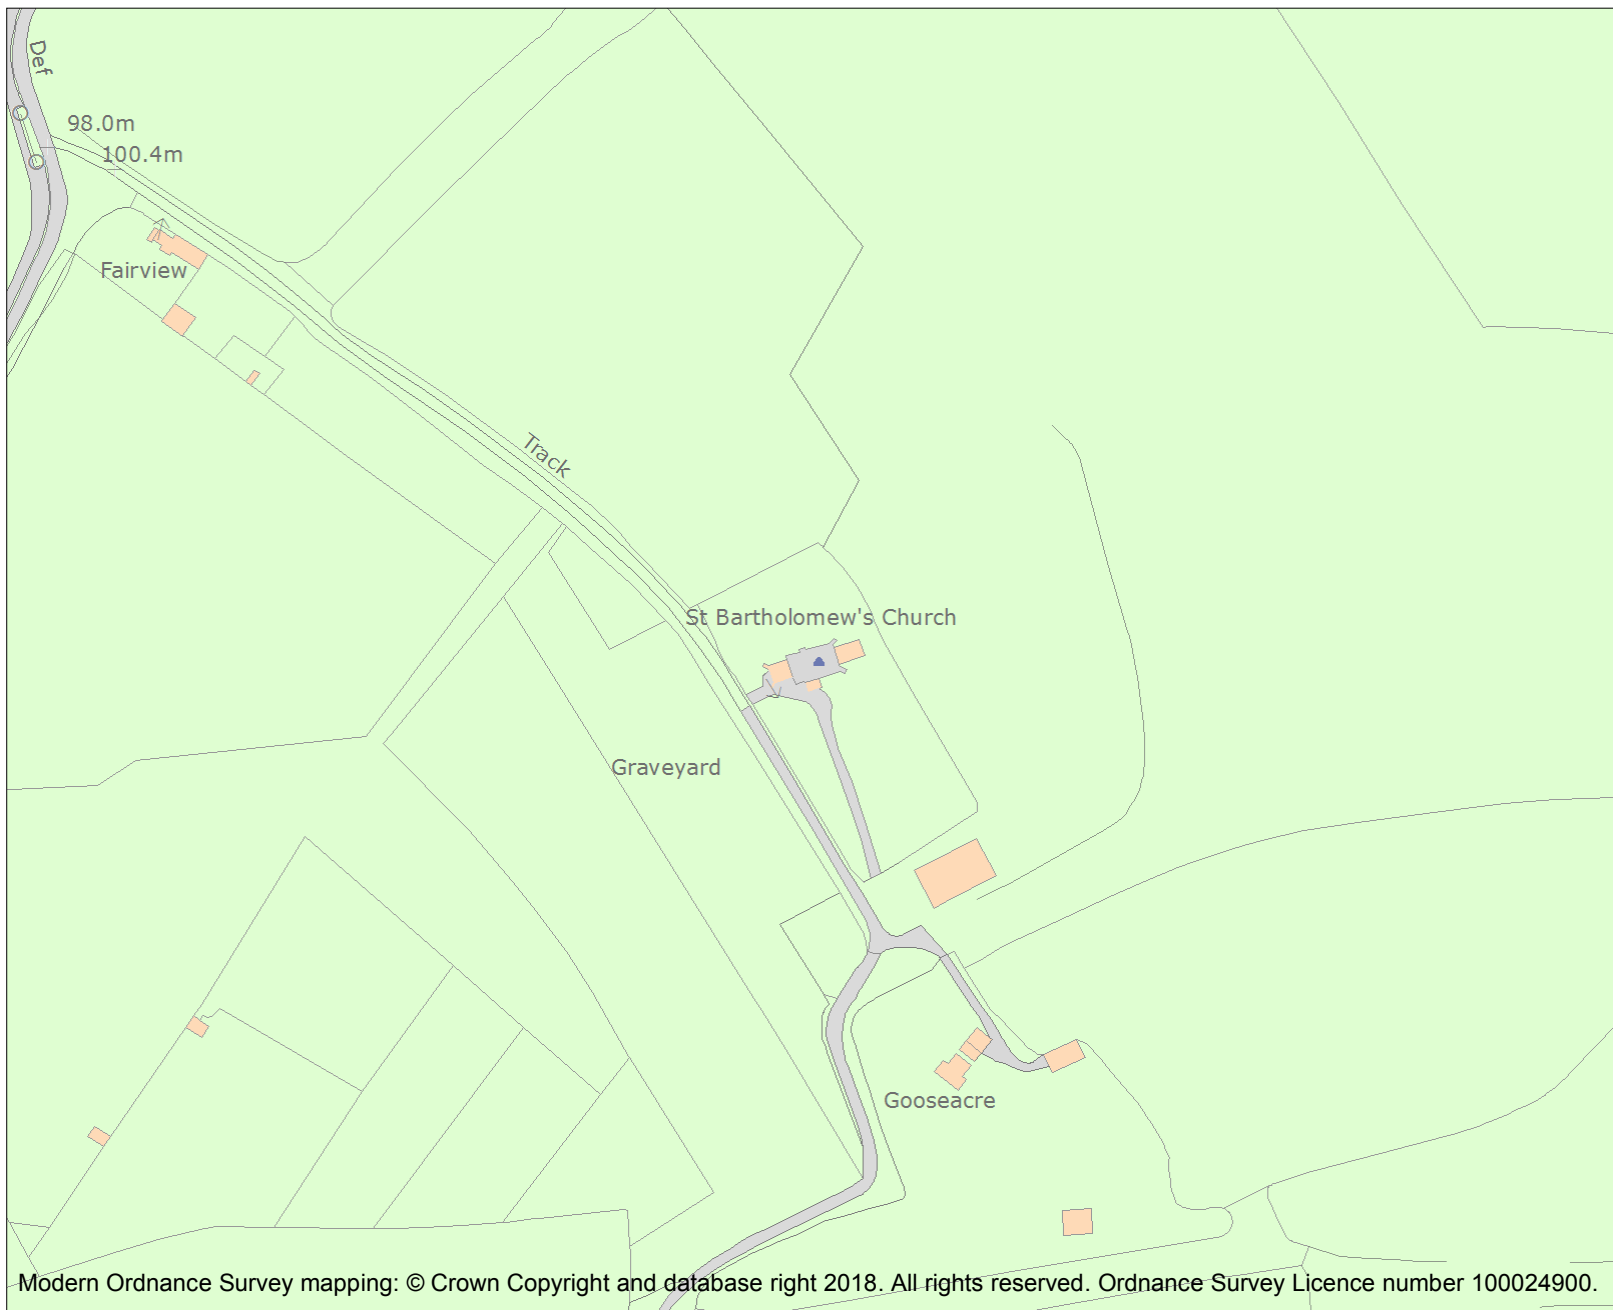 Def
98.0m
100.4m
Fairview
Track
St Bartholomew's Church
Graveyard
Gooseacre
Modern Ordnance Survey mapping: © Crown Copyright and database right 2018. All rights reserved. Ordnance Survey Licence number 100024900.